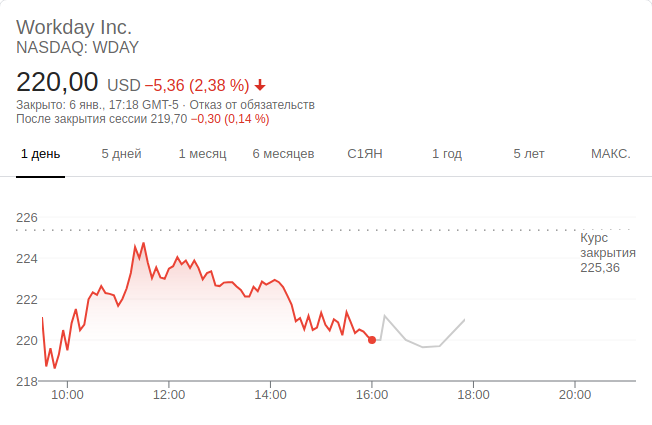 Workday Inc.
NASDAQ: WDAY
220,00 USD −5,36 (2,38 %)
Закрыто: 6 янв., 17:18 GMT-5 · Отказ от обязательств
После закрытия сессии 219,70 −0,30 (0,14 %)
1 день 5 дней 1 месяц 6 месяцев С1ЯН 1 год 5 лет МАКС.
226
Курс
закрытия
225,36
224
222
220
218
10:00 12:00 14:00 16:00 18:00 20:00